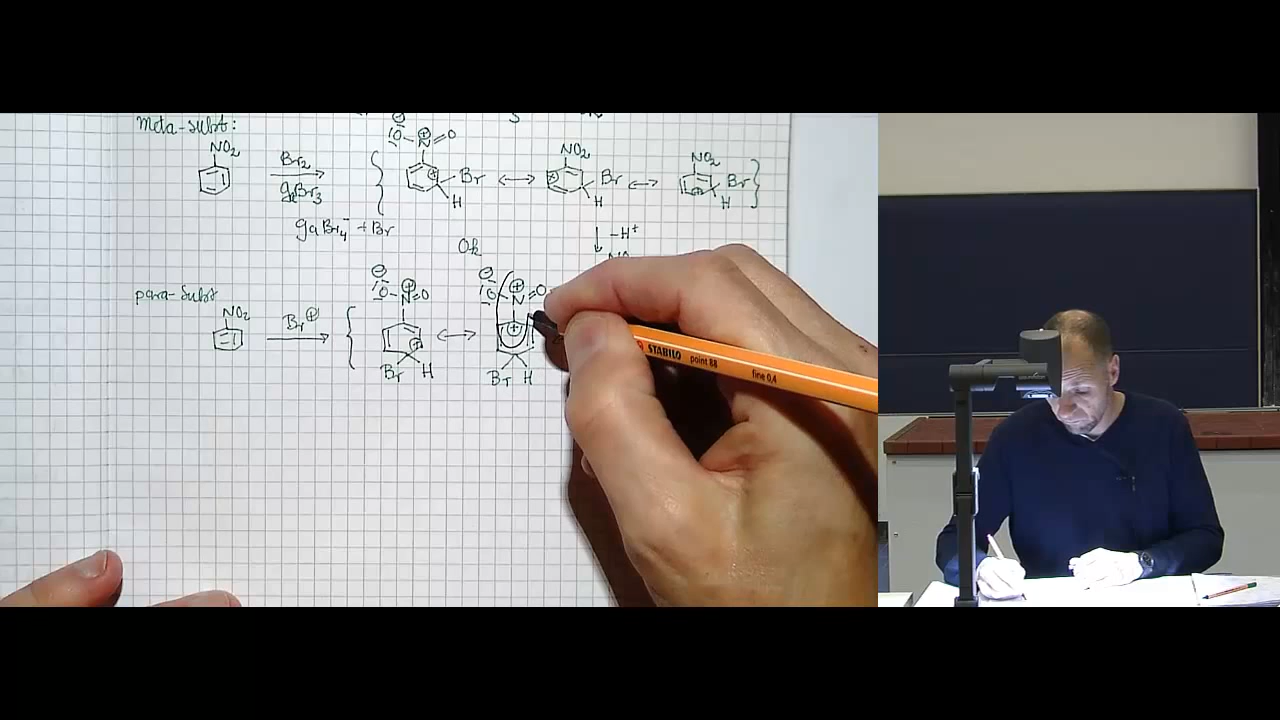 Meta-subst:
⊖
|O̲-N⊕=O
NO₂
Br₂
gaBr₃
Br
H
NO₂
Br
H
NO₂
Br
H
gaBr₄⁻ + Br
-H⁺
Ok
para-Subst
NO₂
Br⊕
⊖
|O̲-N⊕=O
Br H
⊖
|O̲-N⊕=O
Br H
STABILO point 88
fine 0,4